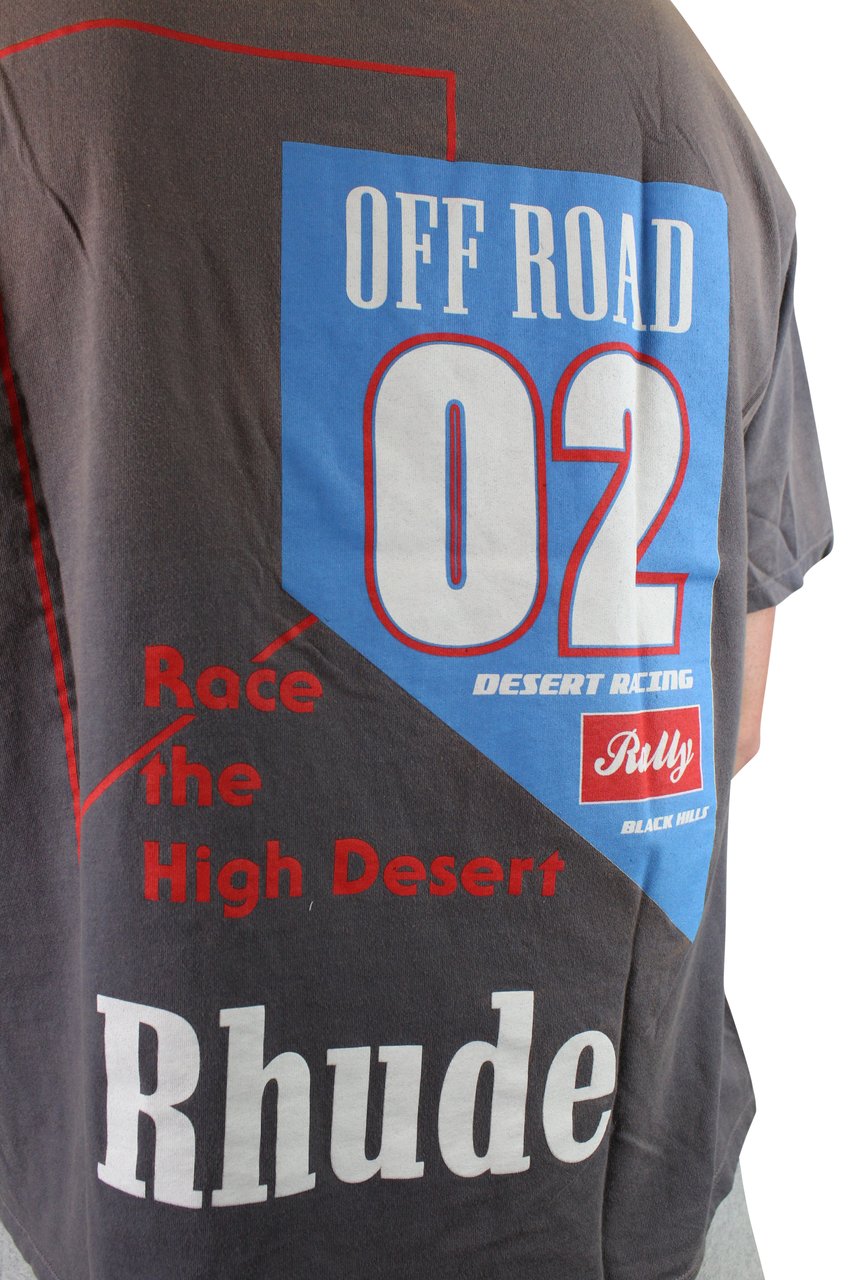 OFF ROAD
02
DESERT RACING
Rally
BLACK HILLS
Race
the
High Desert
Rhude